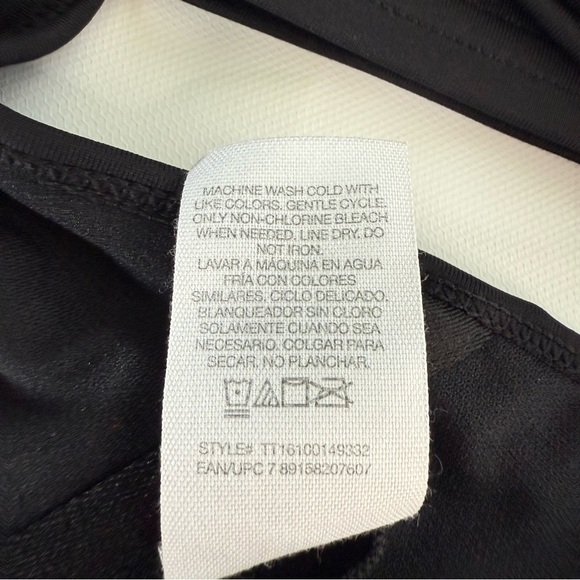 MACHINE WASH COLD WITH
LIKE COLORS. GENTLE CYCLE.
ONLY NON-CHLORINE BLEACH
WHEN NEEDED. LINE DRY. DO
NOT IRON.
LAVAR A MÁQUINA EN AGUA
FRÍA CON COLORES
SIMILARES. CICLO DELICADO.
BLANQUEADOR SIN CLORO
SOLAMENTE CUANDO SEA
NECESARIO. COLGAR PARA
SECAR. NO PLANCHAR.
STYLE# TT16100149332
EAN/UPC 7 89158207607